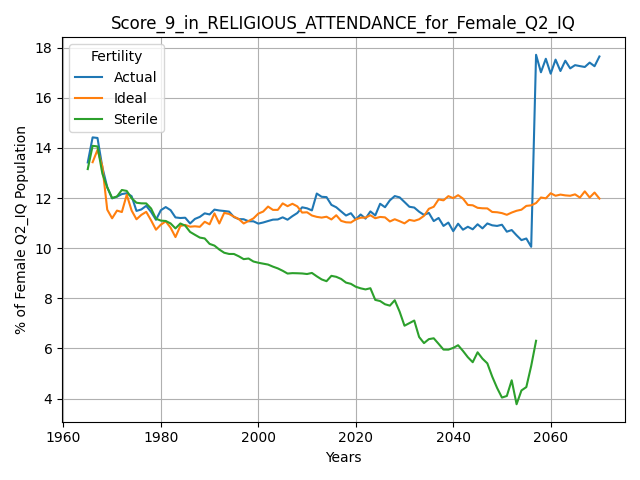 Score_9_in_RELIGIOUS_ATTENDANCE_for_Female_Q2_IQ
Fertility
Actual
Ideal
Sterile
% of Female Q2_IQ Population
18
16
14
12
10
8
6
4
1960
1980
2000
2020
2040
2060
Years